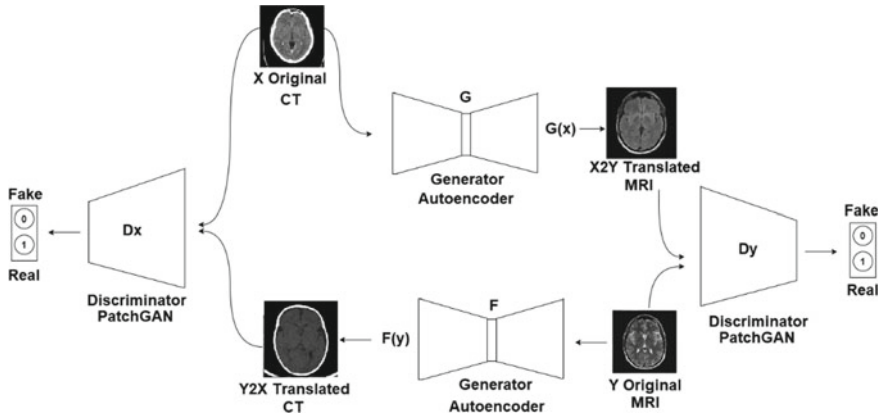 X Original
CT
G
G(x)
Generator
Autoencoder
X2Y Translated
MRI
Fake
0
1
Real
Dx
Discriminator
PatchGAN
Dy
Fake
0
1
Real
Discriminator
PatchGAN
F
F(y)
Y2X Translated
CT
Generator
Autoencoder
Y Original
MRI